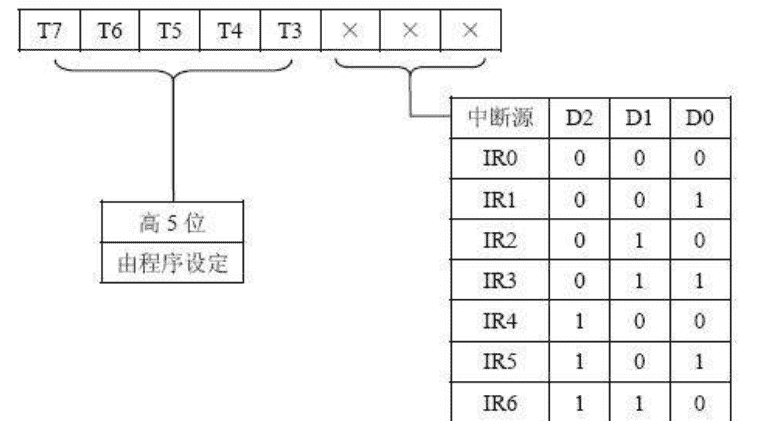 T7 T6 T5 T4 T3 × × ×
中断源 D2 D1 D0
IR0 0 0 0
IR1 0 0 1
IR2 0 1 0
IR3 0 1 1
IR4 1 0 0
IR5 1 0 1
IR6 1 1 0
高5位
由程序设定